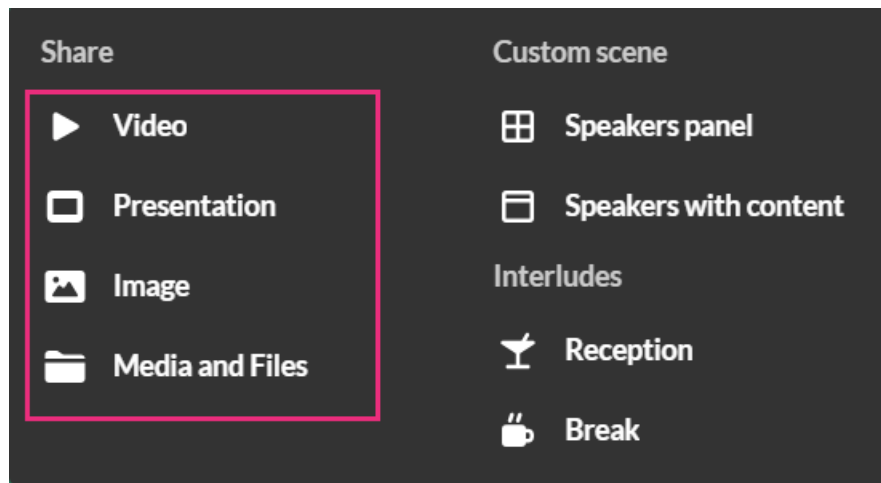 Share
Video
Presentation
Image
Media and Files
Custom scene
Speakers panel
Speakers with content
Interludes
Reception
Break